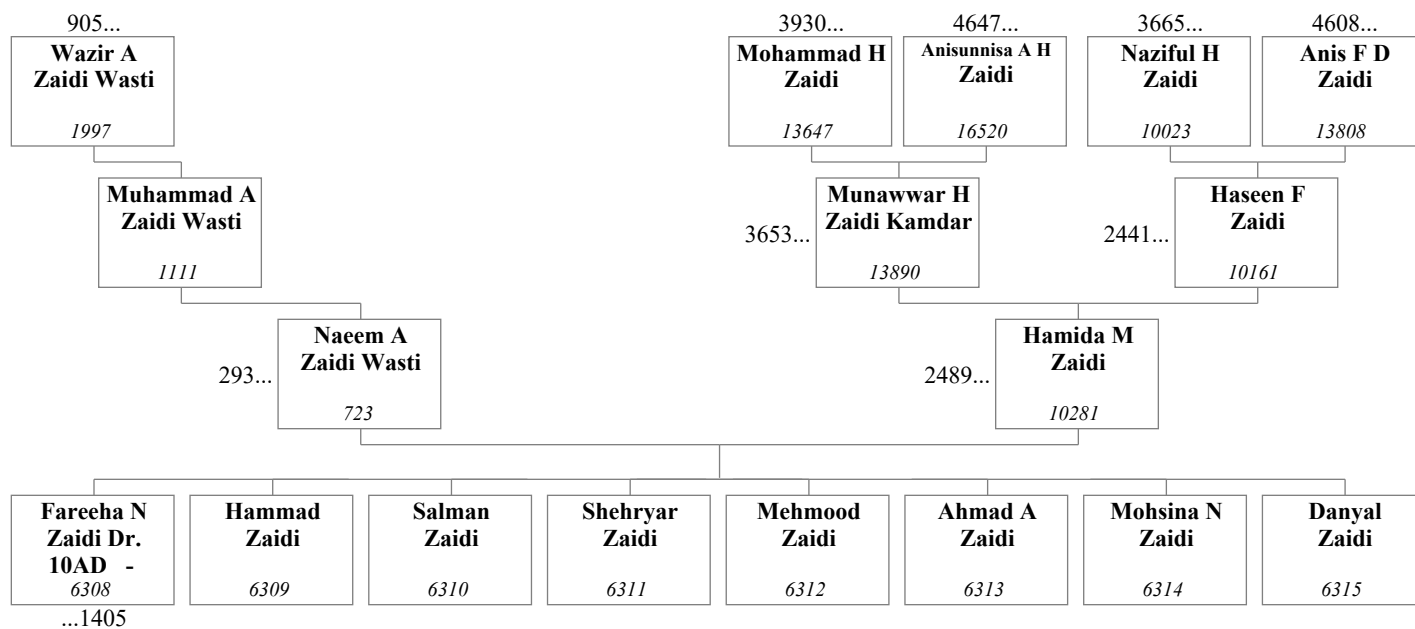 905...
3930...
4647...
3665...
4608...
Wazir A
Zaidi Wasti
1997
Mohammad H
Zaidi
13647
Anisunnisa A H
Zaidi
16520
Naziful H
Zaidi
10023
Anis F D
Zaidi
13808
Muhammad A
Zaidi Wasti
1111
3653...
Munawwar H
Zaidi Kamdar
13890
2441...
Haseen F
Zaidi
10161
293...
Naeem A
Zaidi Wasti
723
2489...
Hamida M
Zaidi
10281
Fareeha N
Zaidi Dr.
10AD -
6308
...1405
Hammad
Zaidi
6309
Salman
Zaidi
6310
Shehryar
Zaidi
6311
Mehmood
Zaidi
6312
Ahmad A
Zaidi
6313
Mohsina N
Zaidi
6314
Danyal
Zaidi
6315